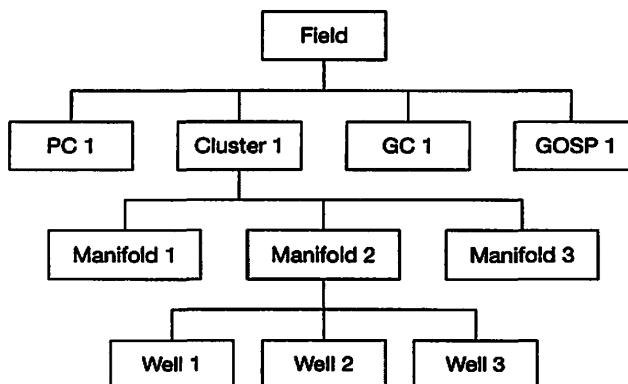 Field
PC 1
Cluster 1
GC 1
GOSP 1
Manifold 1
Manifold 2
Manifold 3
Well 1
Well 2
Well 3